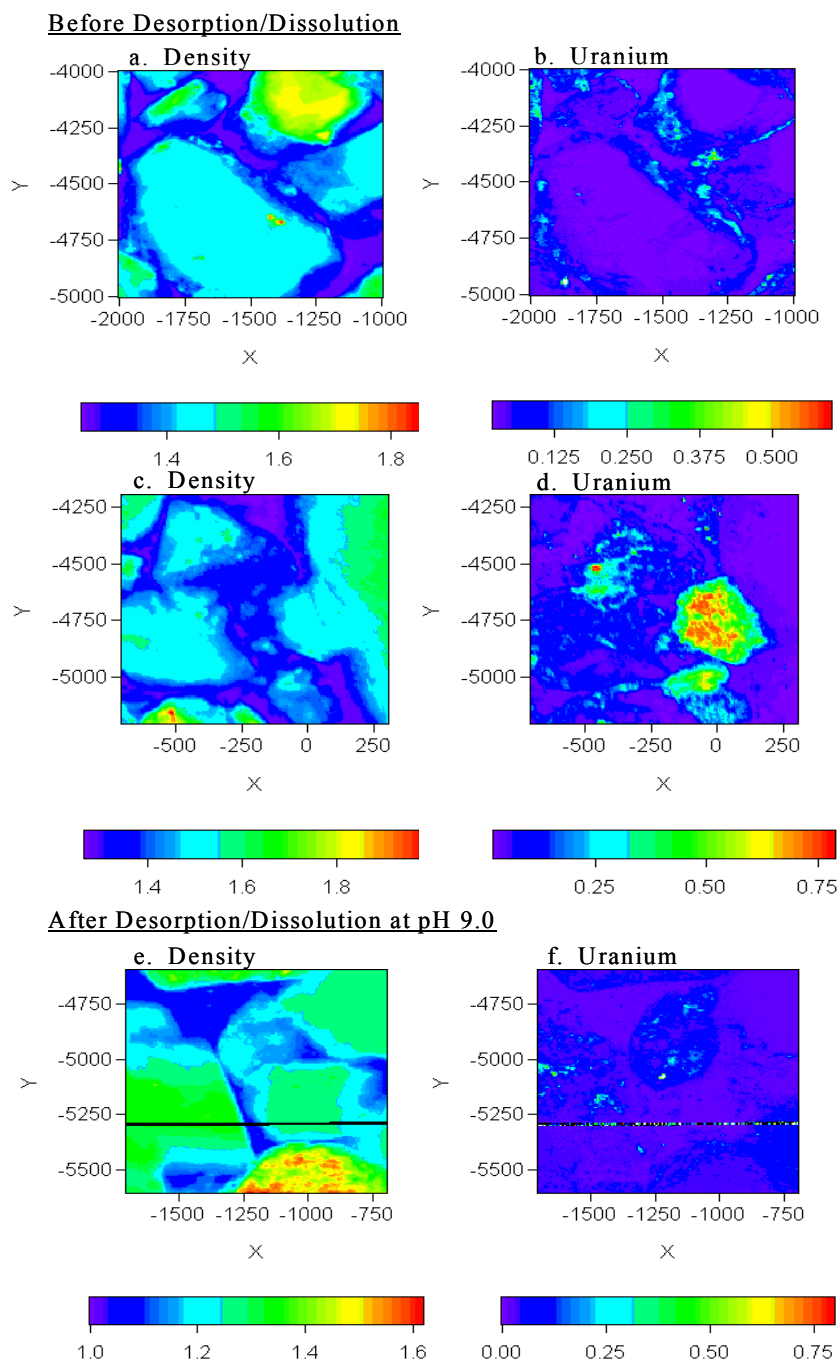 Before Desorption/Dissolution
a. Density
b. Uranium
-4000
-4250
-4500
-4750
-5000
Y
-2000 -1750 -1500 -1250 -1000
X
-4000
-4250
-4500
-4750
-5000
Y
-2000 -1750 -1500 -1250 -1000
X
1.4 1.6 1.8
0.125 0.250 0.375 0.500
c. Density
d. Uranium
-4250
-4500
-4750
-5000
Y
-500 -250 0 250
X
-4250
-4500
-4750
-5000
Y
-500 -250 0 250
X
1.4 1.6 1.8
0.25 0.50 0.75
After Desorption/Dissolution at pH 9.0
e. Density
f. Uranium
-4750
-5000
-5250
-5500
Y
-1500 -1250 -1000 -750
X
-4750
-5000
-5250
-5500
Y
-1500 -1250 -1000 -750
X
1.0 1.2 1.4 1.6
0.00 0.25 0.50 0.75